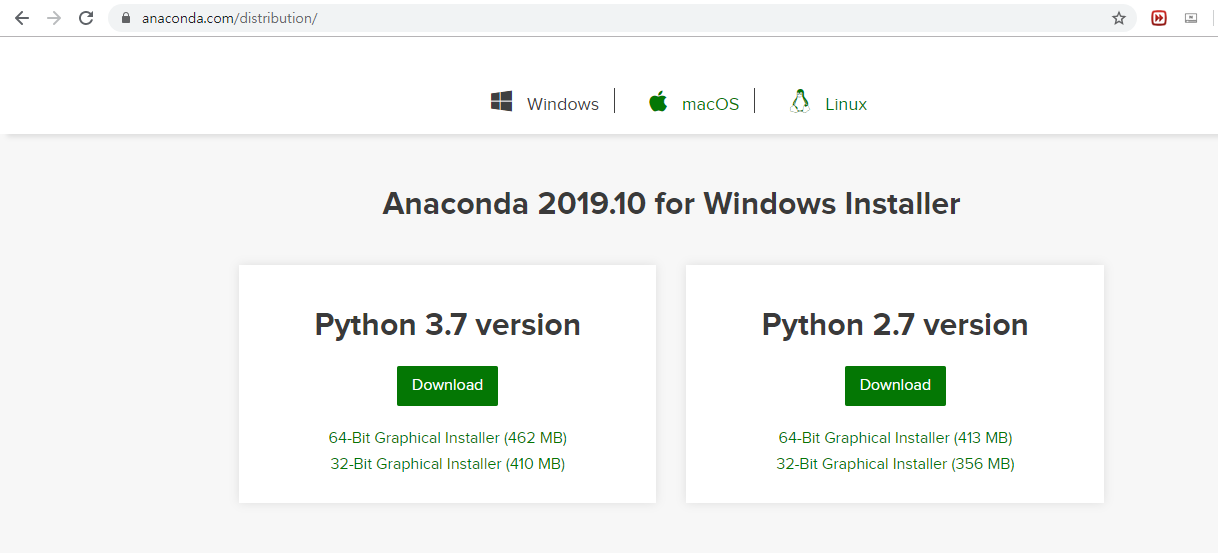 anaconda.com/distribution/
Windows macOS Linux
Anaconda 2019.10 for Windows Installer
Python 3.7 version
Download
64-Bit Graphical Installer (462 MB)
32-Bit Graphical Installer (410 MB)
Python 2.7 version
Download
64-Bit Graphical Installer (413 MB)
32-Bit Graphical Installer (356 MB)